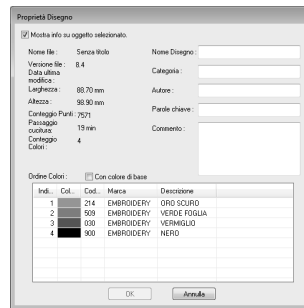 Proprietà Disegno
Mostra info su oggetto selezionato.
Nome file : Senza titolo
Nome Disegno:
Versione file : 8.4
Categoria :
Data ultima modifica :
Larghezza : 88.70 mm
Autore :
Altezza : 98.90 mm
Parole chiave :
Conteggio Punti : 7571
Passaggio cucitura: 19 min
Commento :
Conteggio Colori : 4
Ordine Colori : Con colore di base
Indi... Col... Cod... Marca Descrizione
1 214 EMBROIDERY ORO SCURO
2 509 EMBROIDERY VERDE FOGLIA
3 030 EMBROIDERY VERMIGLIO
4 900 EMBROIDERY NERO
OK Annulla